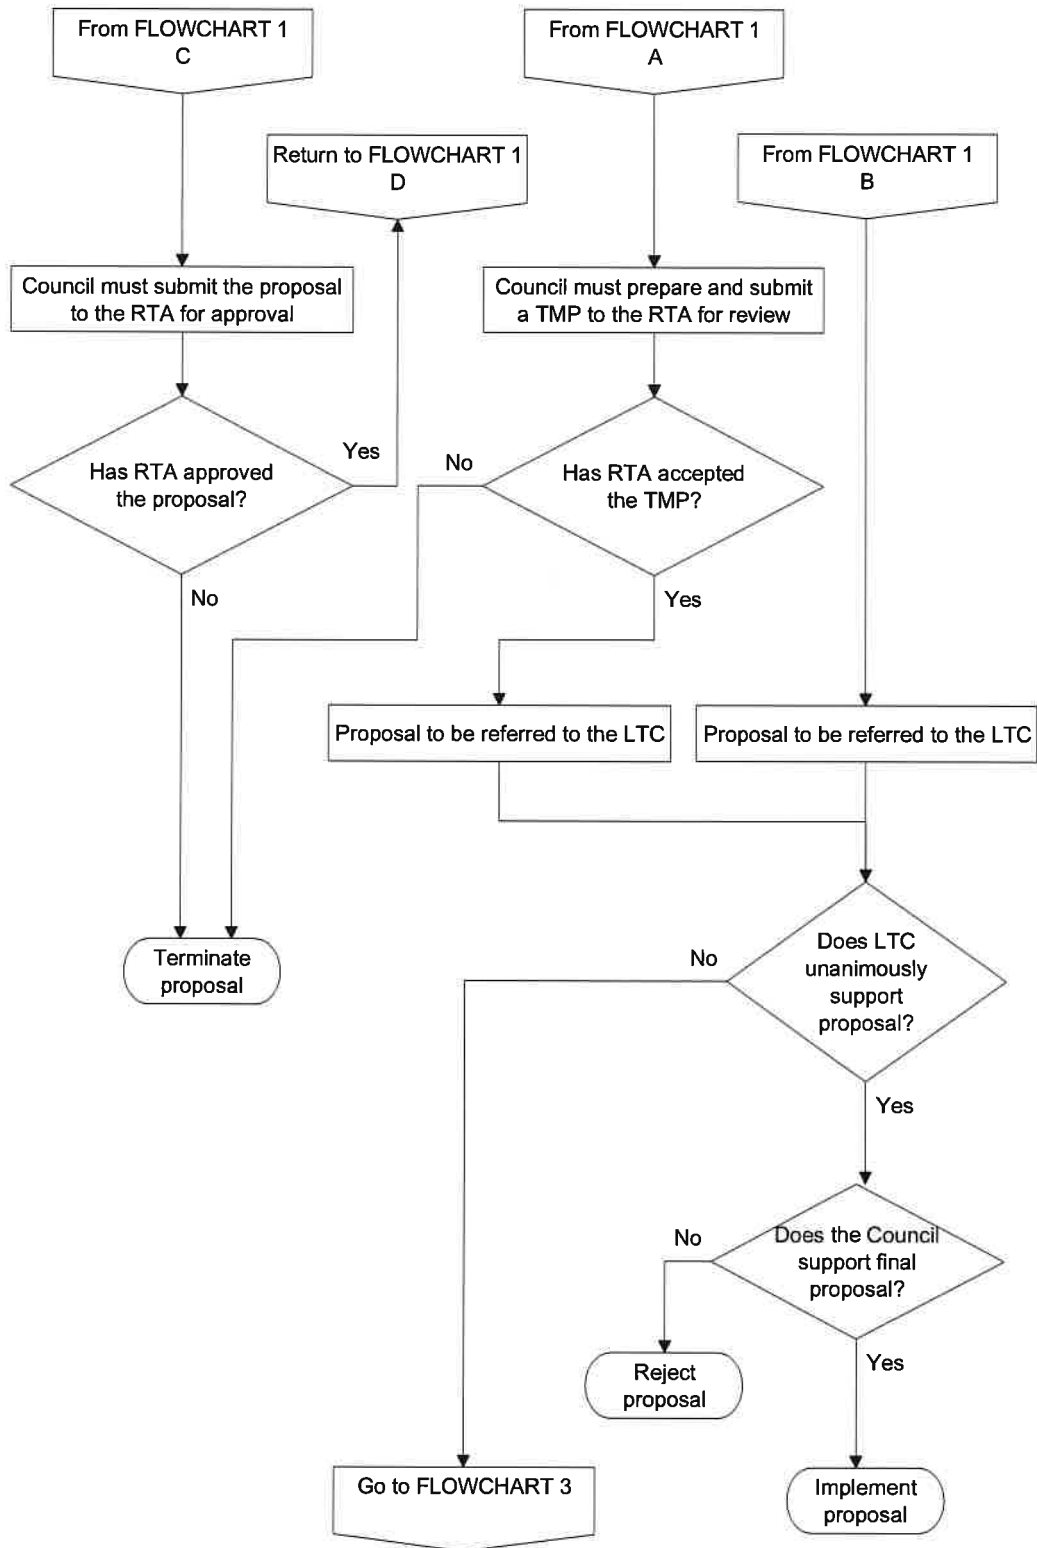 From FLOWCHART 1
C
From FLOWCHART 1
A
Return to FLOWCHART 1
D
From FLOWCHART 1
B
Council must submit the proposal
to the RTA for approval
Council must prepare and submit
a TMP to the RTA for review
Has RTA approved
the proposal?
Yes
No
No
Has RTA accepted
the TMP?
Yes
Proposal to be referred to the LTC
Proposal to be referred to the LTC
Terminate
proposal
Does LTC
unanimously
support
proposal?
No
Yes
Does the Council
support final
proposal?
No
Yes
Reject
proposal
Go to FLOWCHART 3
Implement
proposal